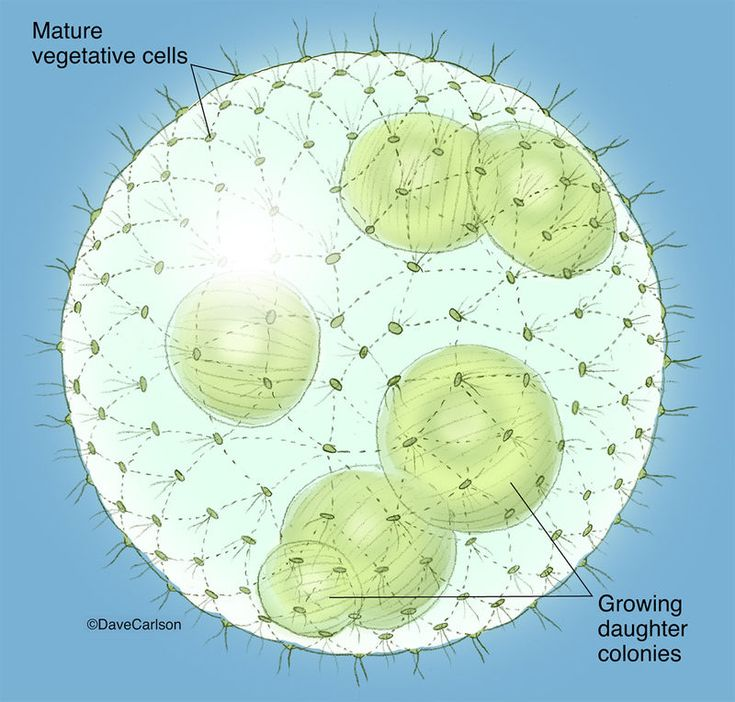 Mature
vegetative cells
©DaveCarlson
Growing
daughter
colonies